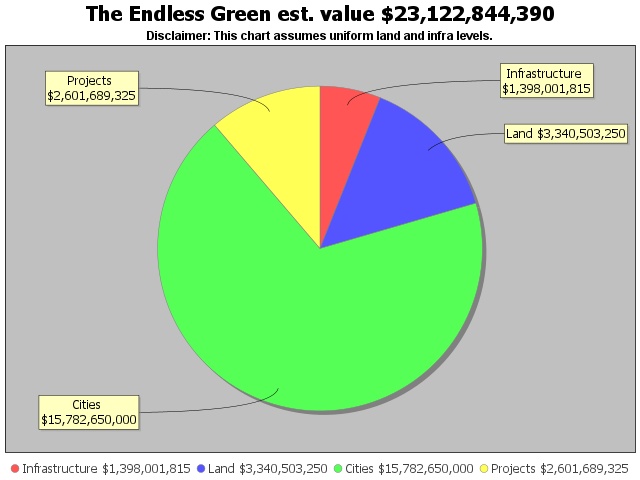 The Endless Green est. value $23,122,844,390
Disclaimer: This chart assumes uniform land and infra levels.
Projects
$2,601,689,325
Infrastructure
$1,398,001,815
Land $3,340,503,250
Cities
$15,782,650,000
Infrastructure $1,398,001,815 Land $3,340,503,250 Cities $15,782,650,000 Projects $2,601,689,325